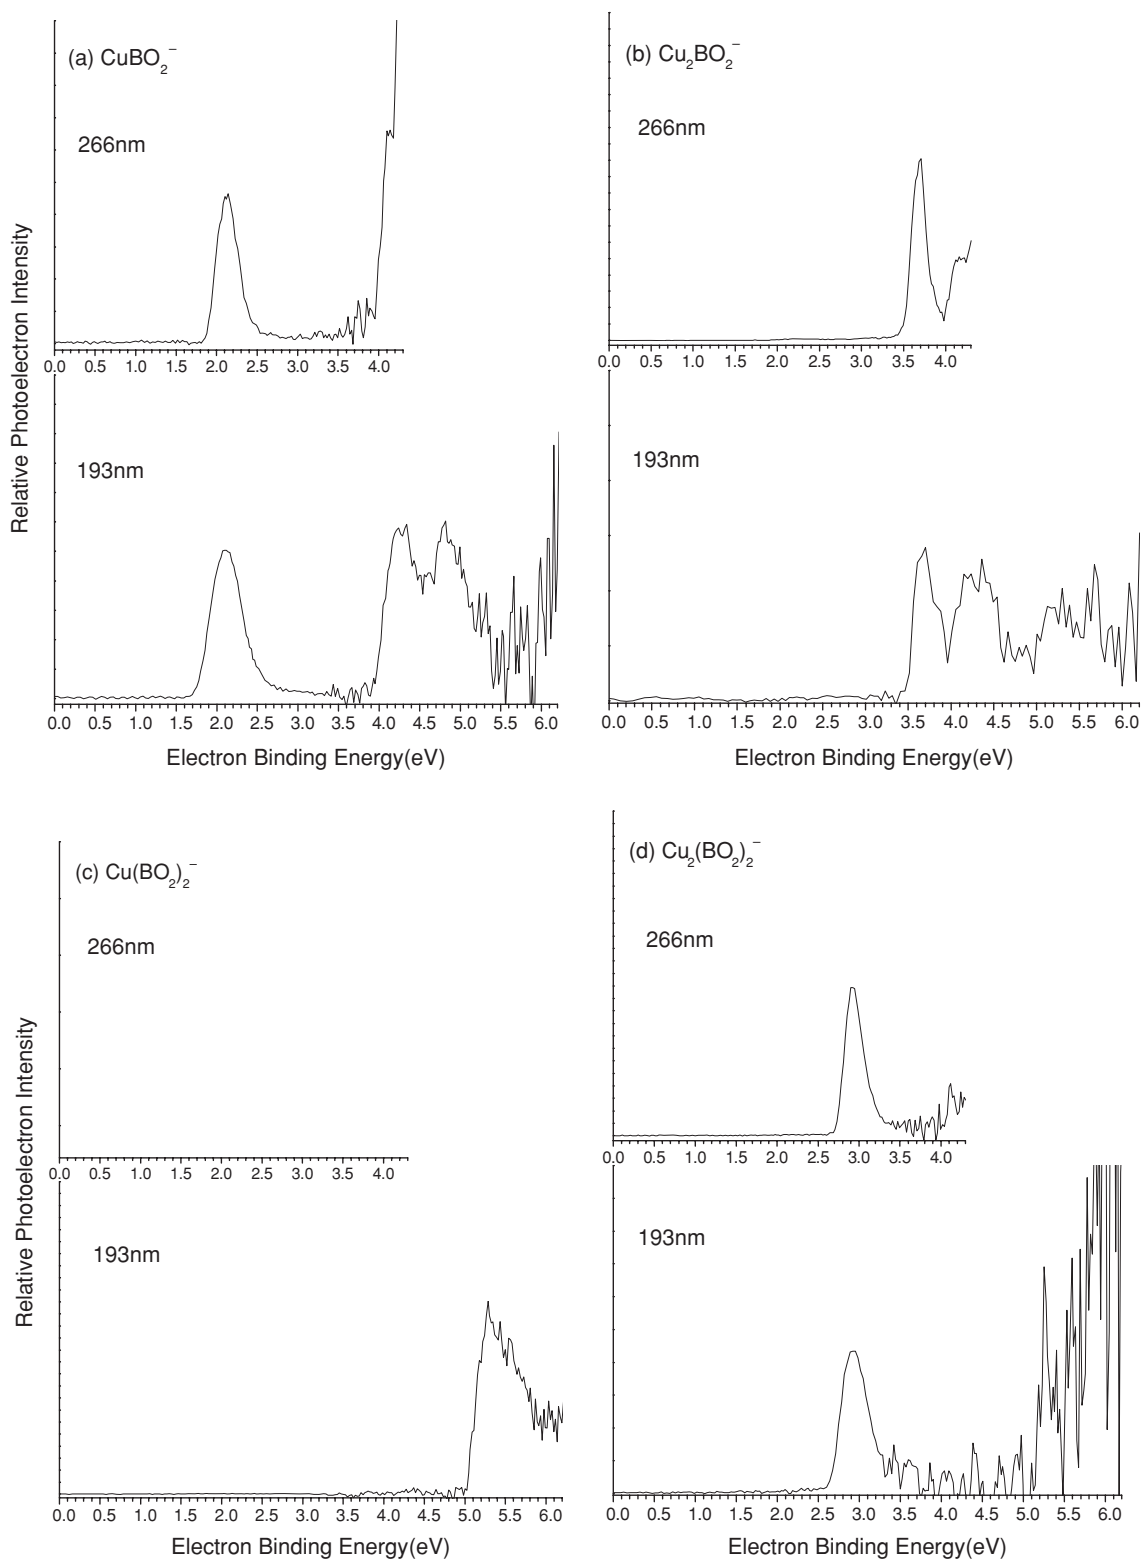 (a) CuBO₂⁻
266nm
0.0 0.5 1.0 1.5 2.0 2.5 3.0 3.5 4.0
193nm
0.0 0.5 1.0 1.5 2.0 2.5 3.0 3.5 4.0 4.5 5.0 5.5 6.0
Electron Binding Energy(eV)
Relative Photoelectron Intensity
(b) Cu₂BO₂⁻
266nm
0.0 0.5 1.0 1.5 2.0 2.5 3.0 3.5 4.0
193nm
0.0 0.5 1.0 1.5 2.0 2.5 3.0 3.5 4.0 4.5 5.0 5.5 6.0
Electron Binding Energy(eV)
(c) Cu(BO₂)₂⁻
266nm
0.0 0.5 1.0 1.5 2.0 2.5 3.0 3.5 4.0
193nm
0.0 0.5 1.0 1.5 2.0 2.5 3.0 3.5 4.0 4.5 5.0 5.5 6.0
Electron Binding Energy(eV)
Relative Photoelectron Intensity
(d) Cu₂(BO₂)₂⁻
266nm
0.0 0.5 1.0 1.5 2.0 2.5 3.0 3.5 4.0
193nm
0.0 0.5 1.0 1.5 2.0 2.5 3.0 3.5 4.0 4.5 5.0 5.5 6.0
Electron Binding Energy(eV)